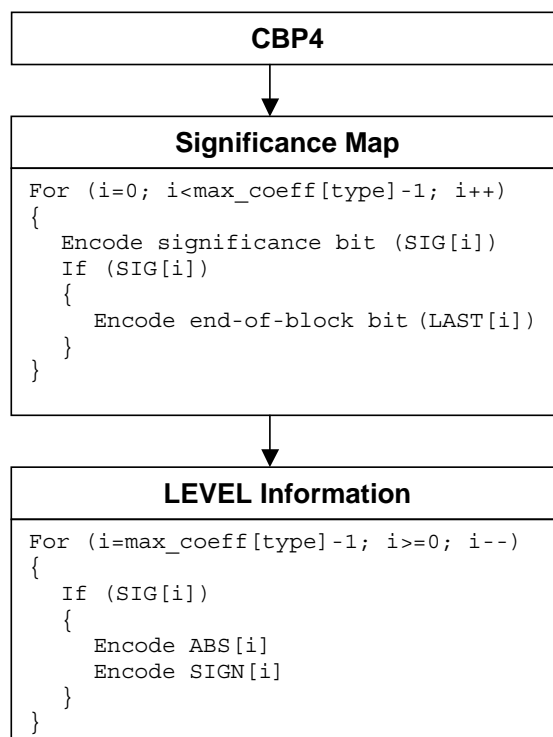 CBP4
Significance Map
For (i=0; i<max_coeff[type]-1; i++)
{
Encode significance bit (SIG[i])
If (SIG[i])
{
Encode end-of-block bit (LAST[i])
}
}
LEVEL Information
For (i=max_coeff[type]-1; i>=0; i--)
{
If (SIG[i])
{
Encode ABS[i]
Encode SIGN[i]
}
}